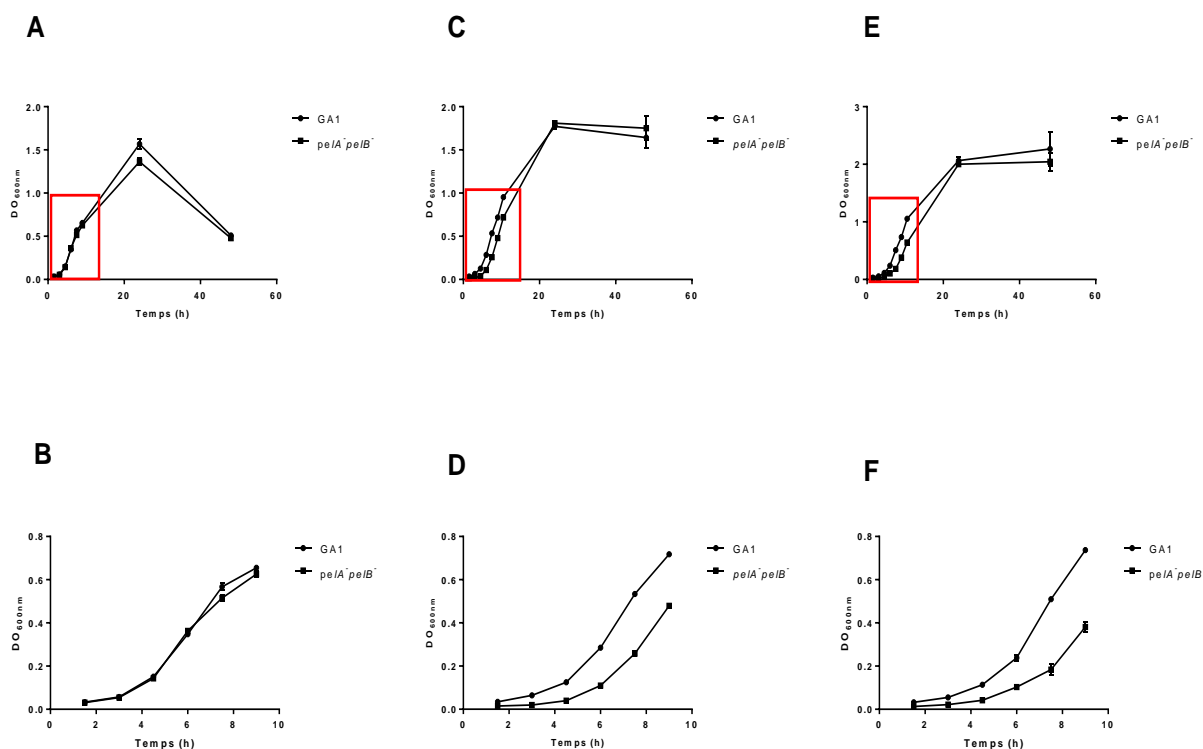 A
C
E
2.0
1.5
1.0
0.5
0.0
DO600nm
0
20
40
60
Temps (h)
GA1
pelA-pelB-
2.0
1.5
1.0
0.5
0.0
DO600nm
0
20
40
60
Temps (h)
GA1
pelA-pelB-
3
2
1
0
DO600nm
0
20
40
60
Temps (h)
GA1
pelA-pelB-
B
D
F
0.8
0.6
0.4
0.2
0.0
DO600nm
0
2
4
6
8
10
Temps (h)
GA1
pelA-pelB-
0.8
0.6
0.4
0.2
0.0
DO600nm
0
2
4
6
8
10
Temps (h)
GA1
pelA-pelB-
0.8
0.6
0.4
0.2
0.0
DO600nm
0
2
4
6
8
10
Temps (h)
GA1
pelA-pelB